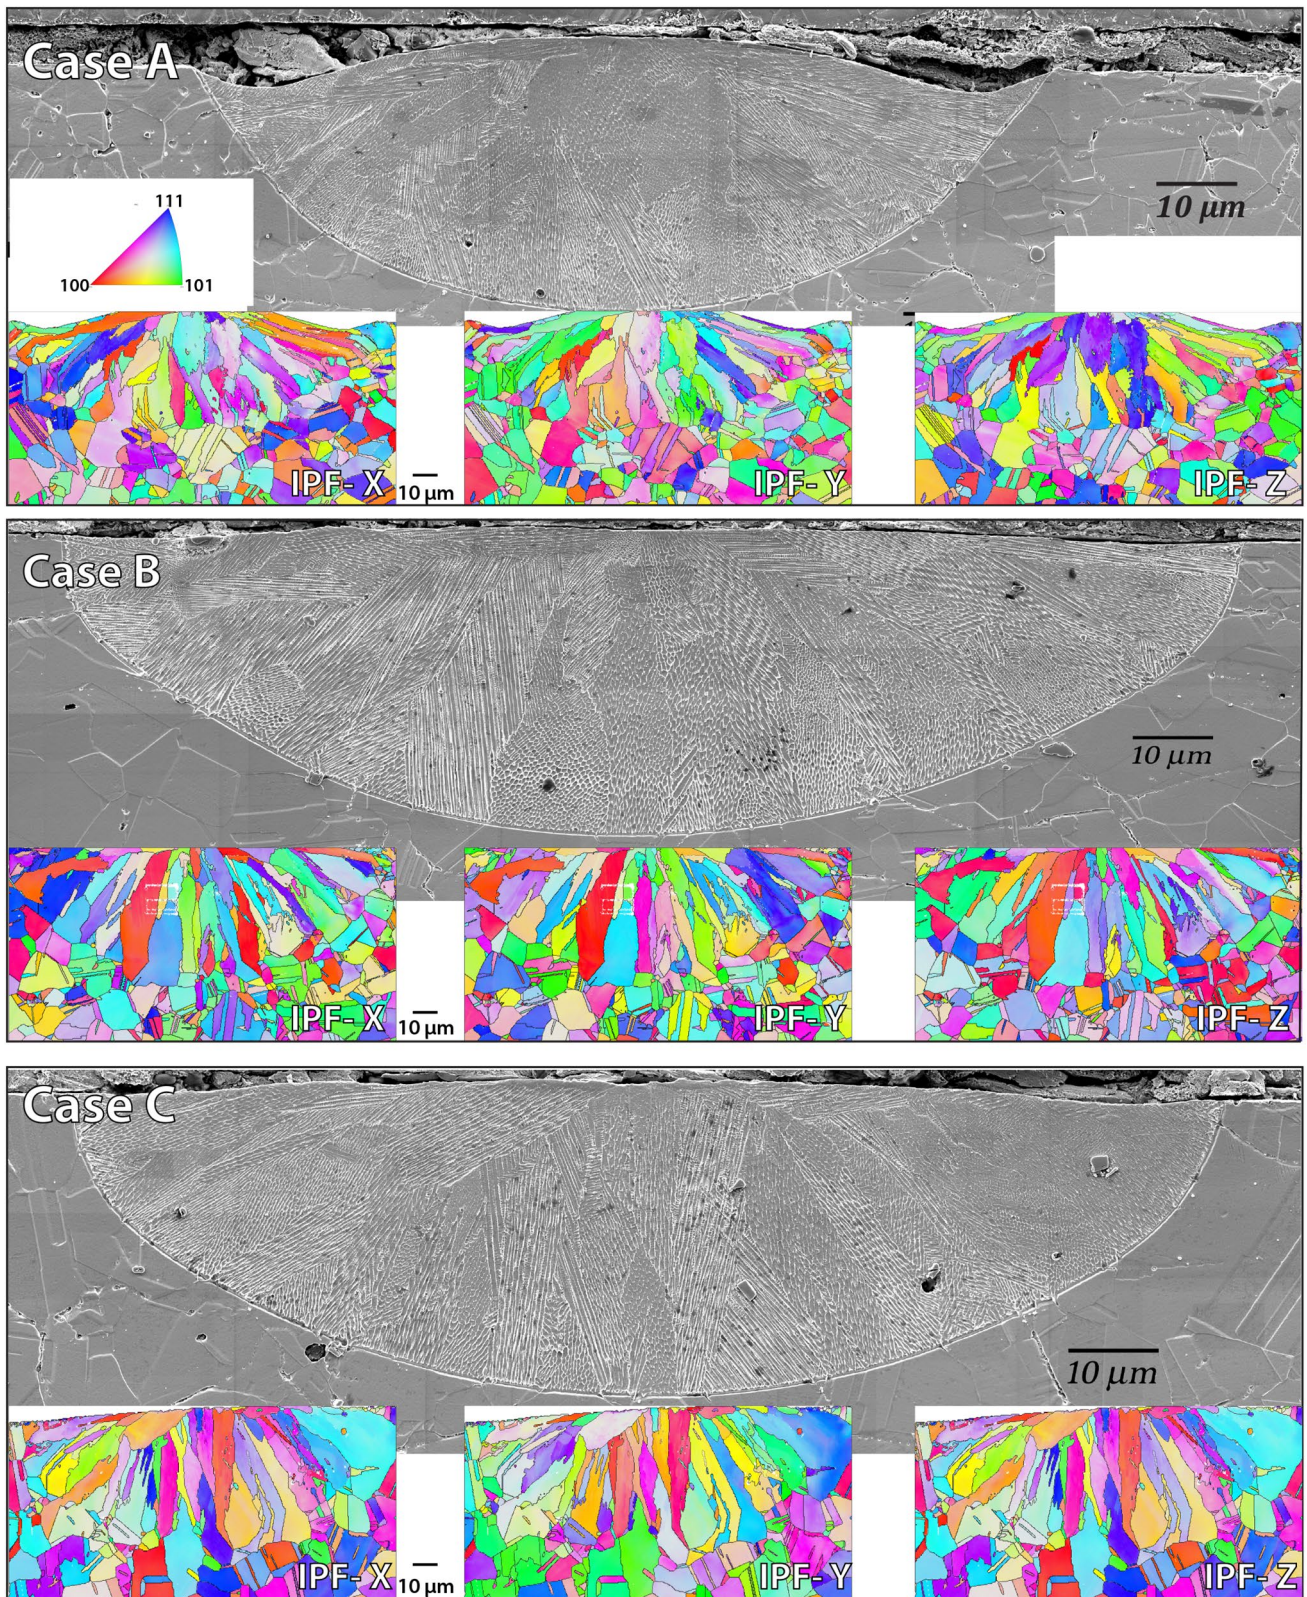 Case A
111
100
101
10 μm
IPF- X
10 μm
IPF- Y
IPF- Z
Case B
10 μm
IPF- X
10 μm
IPF- Y
IPF- Z
Case C
10 μm
IPF- X
10 μm
IPF- Y
IPF- Z